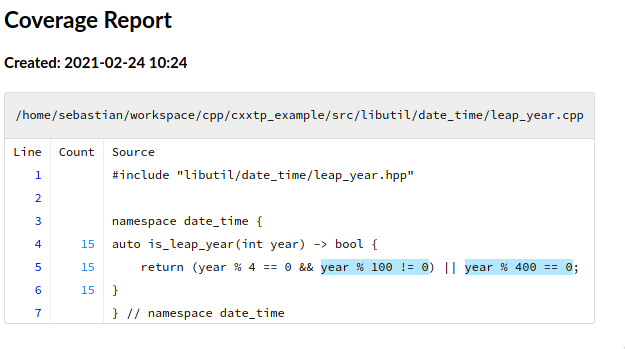 Coverage Report
Created: 2021-02-24 10:24
/home/sebastian/workspace/cpp/cxxtp_example/src/libutil/date_time/leap_year.cpp
Line Count Source
1 #include "libutil/date_time/leap_year.hpp"
2
3 namespace date_time {
4 15 auto is_leap_year(int year) -> bool {
5 15 return (year % 4 == 0 && year % 100 != 0) || year % 400 == 0;
6 15 }
7 } // namespace date_time